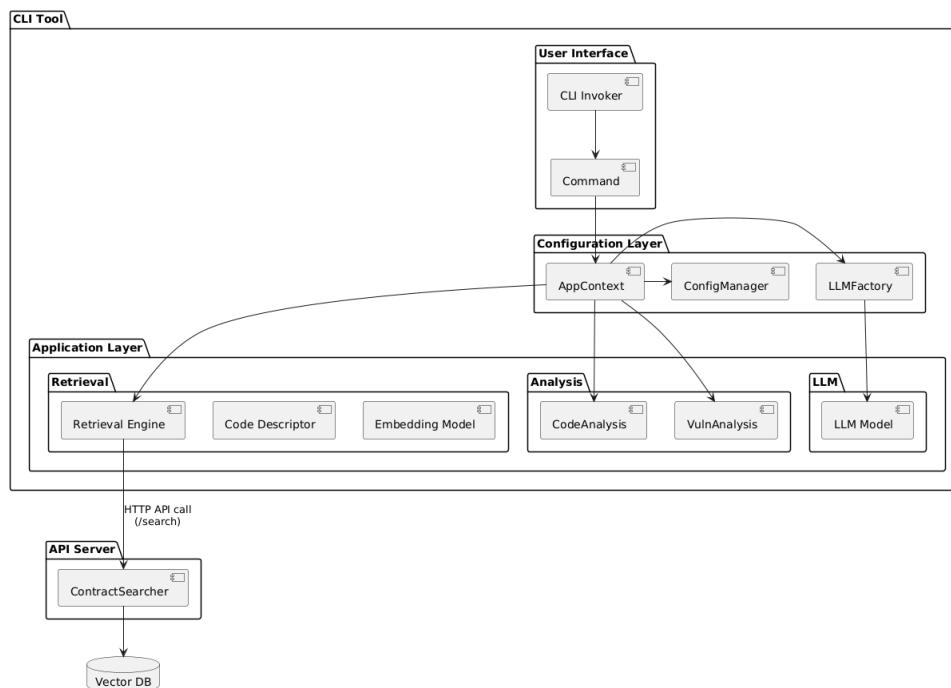 CLI Tool
User Interface
CLI Invoker
Command
Configuration Layer
AppContext
ConfigManager
LLMFactory
Application Layer
Retrieval
Retrieval Engine
Code Descriptor
Embedding Model
Analysis
CodeAnalysis
VulnAnalysis
LLM
LLM Model
HTTP API call
(/search)
API Server
ContractSearcher
Vector DB